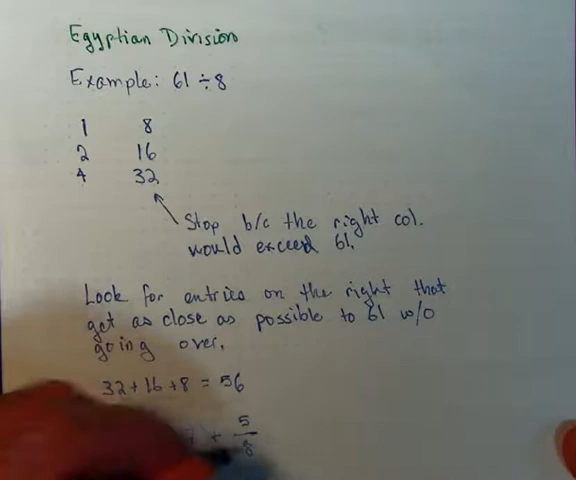 Egyptian Division
Example: 61 ÷ 8
1 8
2 16
4 32
Stop b/c the right col.
would exceed 61.
Look for entries on the right that
get as close as possible to 61 w/o
going over.
32 + 16 + 8 = 56
+ 5/8